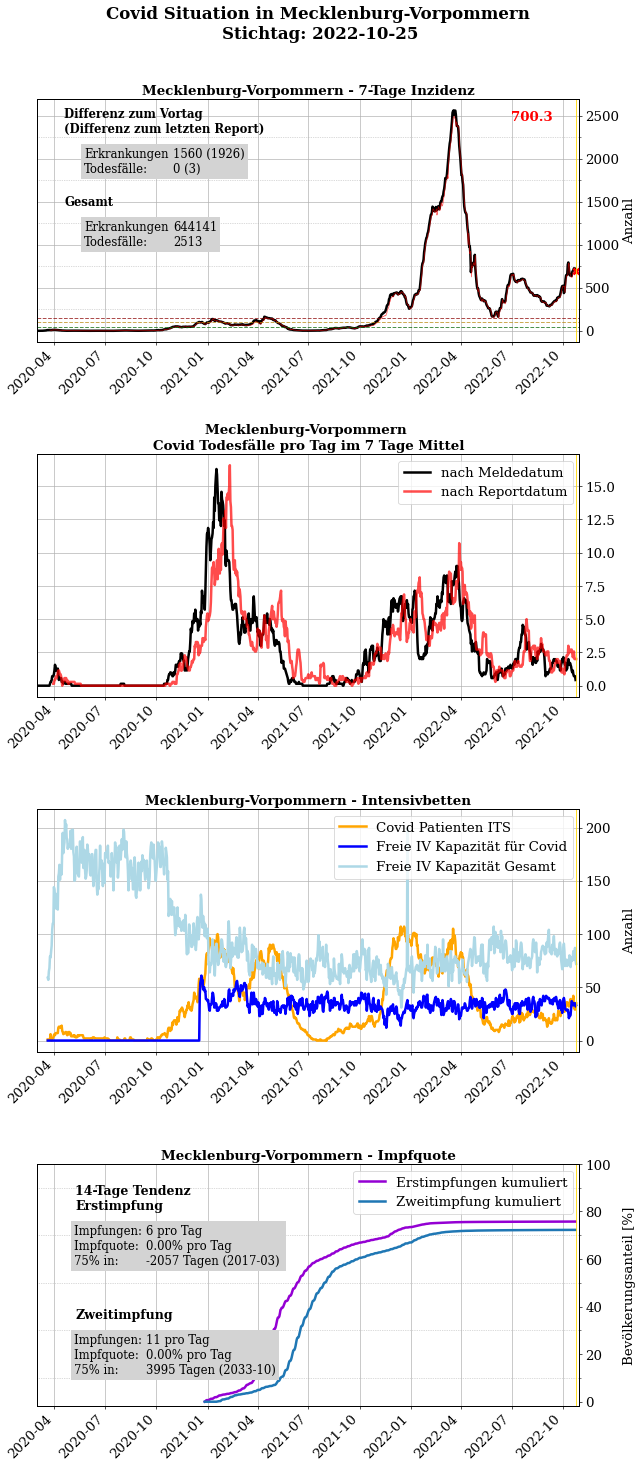 Covid Situation in Mecklenburg-Vorpommern
Stichtag: 2022-10-25
Mecklenburg-Vorpommern - 7-Tage Inzidenz
Differenz zum Vortag
(Differenz zum letzten Report)
Erkrankungen 1560 (1926)
Todesfälle: 0 (3)
Gesamt
Erkrankungen 644141
Todesfälle: 2513
700.3
2500
2000
1500
1000
500
0
Anzahl
2020-04
2020-07
2020-10
2021-01
2021-04
2021-07
2021-10
2022-01
2022-04
2022-07
2022-10
Mecklenburg-Vorpommern
Covid Todesfälle pro Tag im 7 Tage Mittel
nach Meldedatum
nach Reportdatum
15.0
12.5
10.0
7.5
5.0
2.5
0.0
2020-04
2020-07
2020-10
2021-01
2021-04
2021-07
2021-10
2022-01
2022-04
2022-07
2022-10
Mecklenburg-Vorpommern - Intensivbetten
Covid Patienten ITS
Freie IV Kapazität für Covid
Freie IV Kapazität Gesamt
200
150
100
50
0
Anzahl
2020-04
2020-07
2020-10
2021-01
2021-04
2021-07
2021-10
2022-01
2022-04
2022-07
2022-10
Mecklenburg-Vorpommern - Impfquote
14-Tage Tendenz
Erstimpfung
Impfungen: 6 pro Tag
Impfquote: 0.00% pro Tag
75% in: -2057 Tagen (2017-03)
Zweitimpfung
Impfungen: 11 pro Tag
Impfquote: 0.00% pro Tag
75% in: 3995 Tagen (2033-10)
Erstimpfungen kumuliert
Zweitimpfung kumuliert
100
80
60
40
20
0
Bevölkerungsanteil [%]
2020-04
2020-07
2020-10
2021-01
2021-04
2021-07
2021-10
2022-01
2022-04
2022-07
2022-10